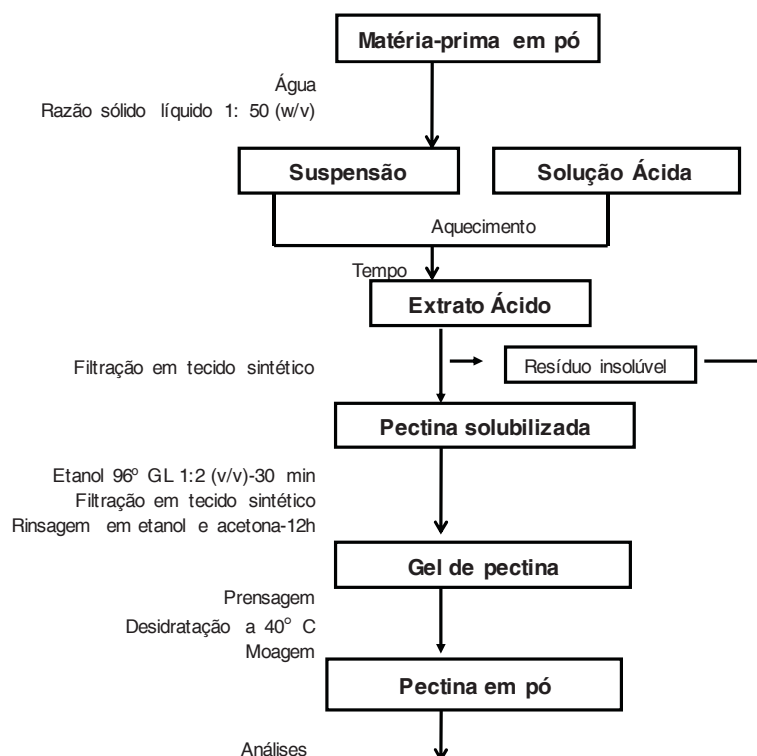 Matéria-prima em pó
Água
Razão sólido líquido 1: 50 (w/v)
Suspensão
Solução Ácida
Aquecimento
Tempo
Extrato Ácido
Filtração em tecido sintético
Resíduo insolúvel
Pectina solubilizada
Etanol 96º GL 1:2 (v/v)-30 min
Filtração em tecido sintético
Rinsagem em etanol e acetona-12h
Gel de pectina
Prensagem
Desidratação a 40º C
Moagem
Pectina em pó
Análises